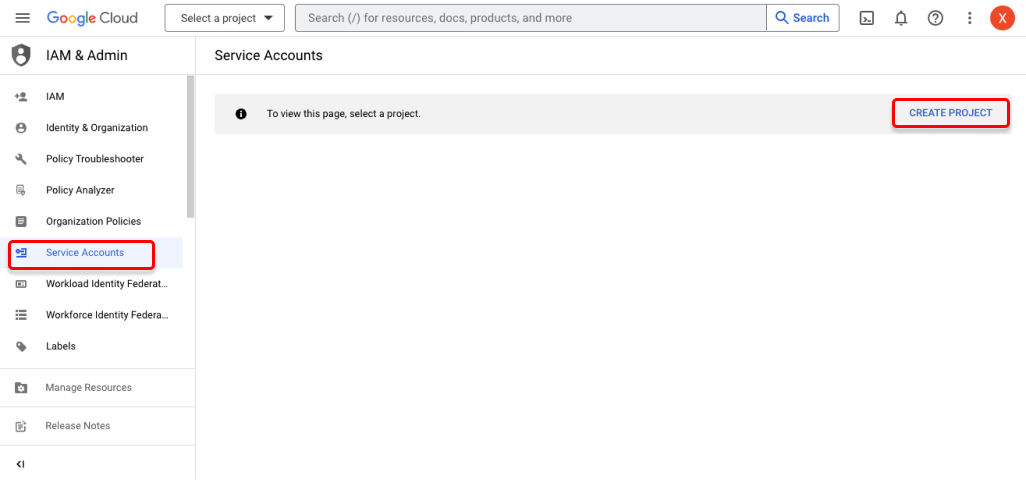 Google Cloud
Select a project
Search (/) for resources, docs, products, and more
Search
X
IAM & Admin
Service Accounts
IAM
Identity & Organization
Policy Troubleshooter
Policy Analyzer
Organization Policies
Service Accounts
Workload Identity Federat...
Workforce Identity Federa...
Labels
Manage Resources
Release Notes
To view this page, select a project.
CREATE PROJECT